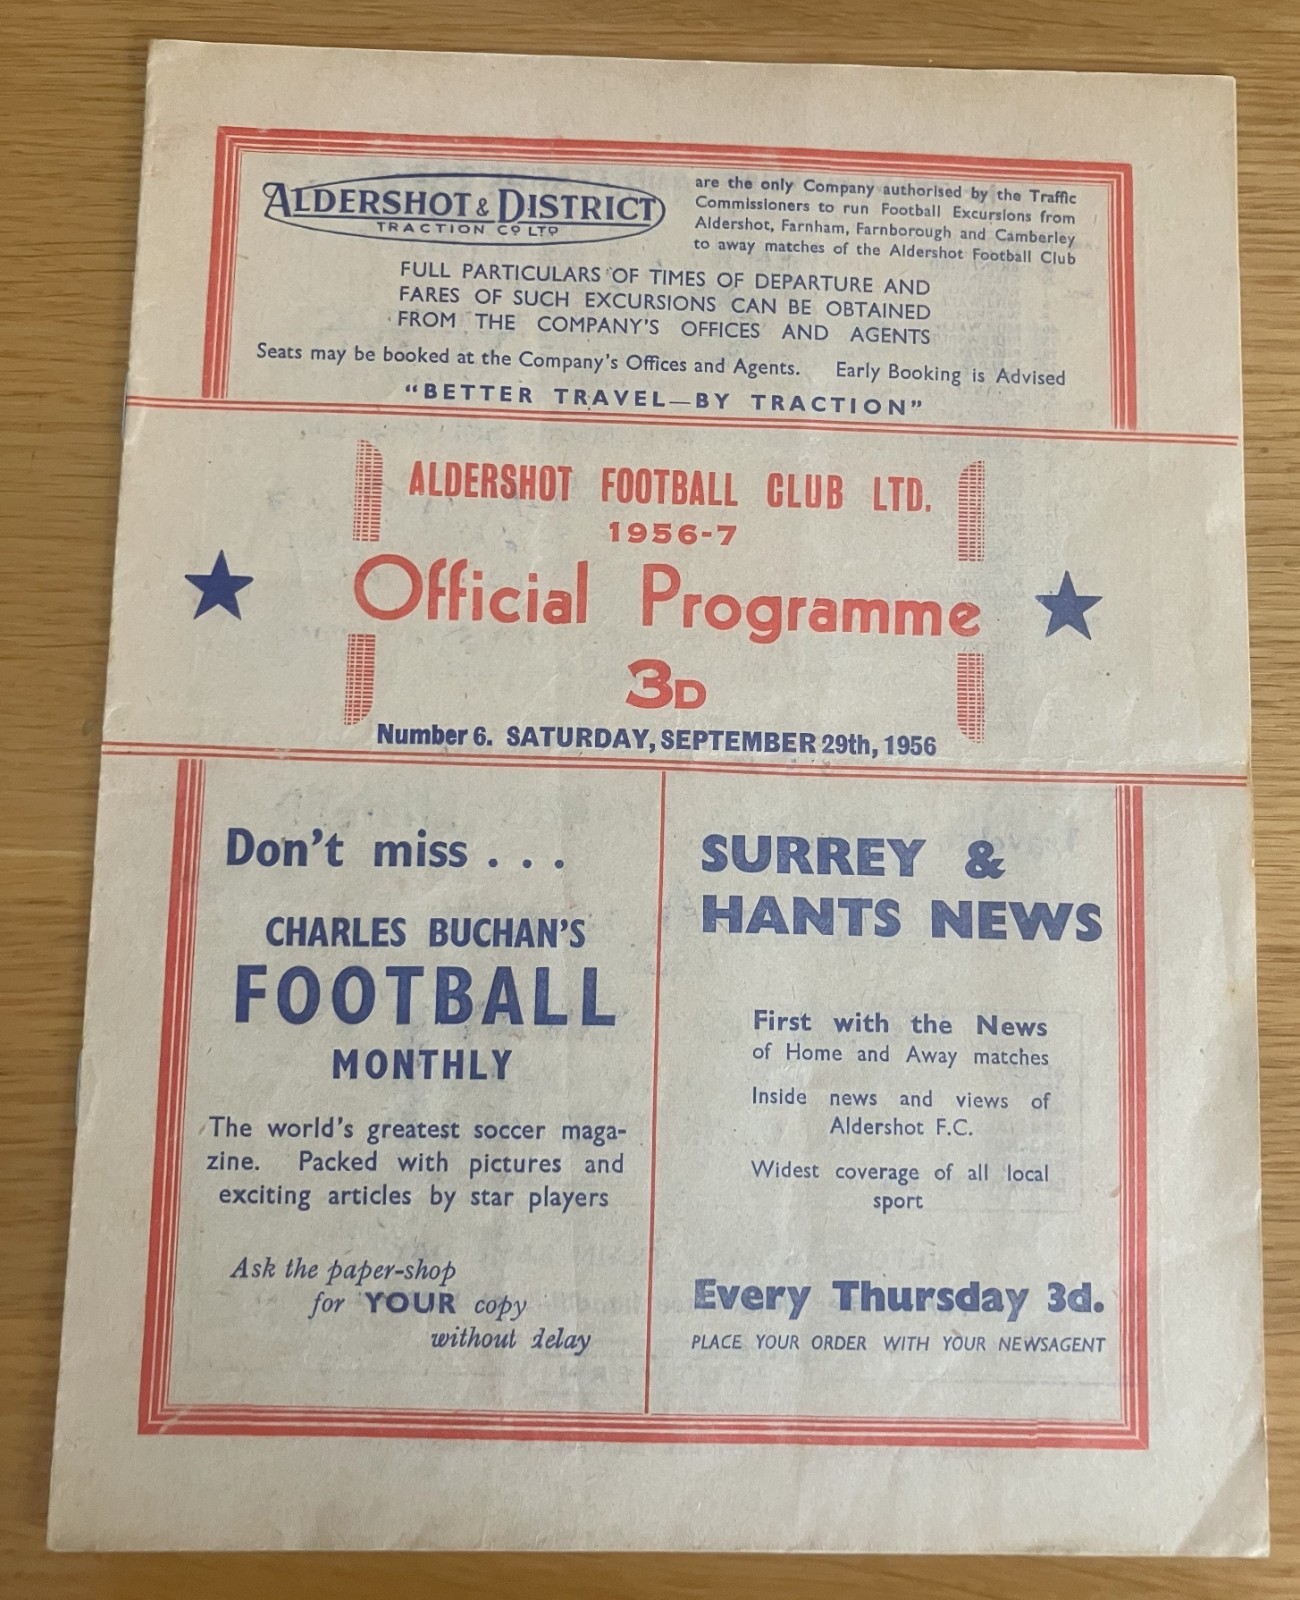 ALDERSHOT & DISTRICT
TRACTION CO LTD
are the only Company authorised by the Traffic
Commissioners to run Football Excursions from
Aldershot, Farnham, Farnborough and Camberley
to away matches of the Aldershot Football Club
FULL PARTICULARS OF TIMES OF DEPARTURE AND
FARES OF SUCH EXCURSIONS CAN BE OBTAINED
FROM THE COMPANY'S OFFICES AND AGENTS
Seats may be booked at the Company's Offices and Agents. Early Booking is Advised
"BETTER TRAVEL—BY TRACTION"
ALDERSHOT FOOTBALL CLUB LTD.
1956-7
Official Programme
3D
Number 6. SATURDAY, SEPTEMBER 29th, 1956
Don't miss . . .
CHARLES BUCHAN'S
FOOTBALL
MONTHLY
The world's greatest soccer maga-
zine. Packed with pictures and
exciting articles by star players
Ask the paper-shop
for YOUR copy
without delay
SURREY &
HANTS NEWS
First with the News
of Home and Away matches
Inside news and views of
Aldershot F.C.
Widest coverage of all local
sport
Every Thursday 3d.
PLACE YOUR ORDER WITH YOUR NEWSAGENT